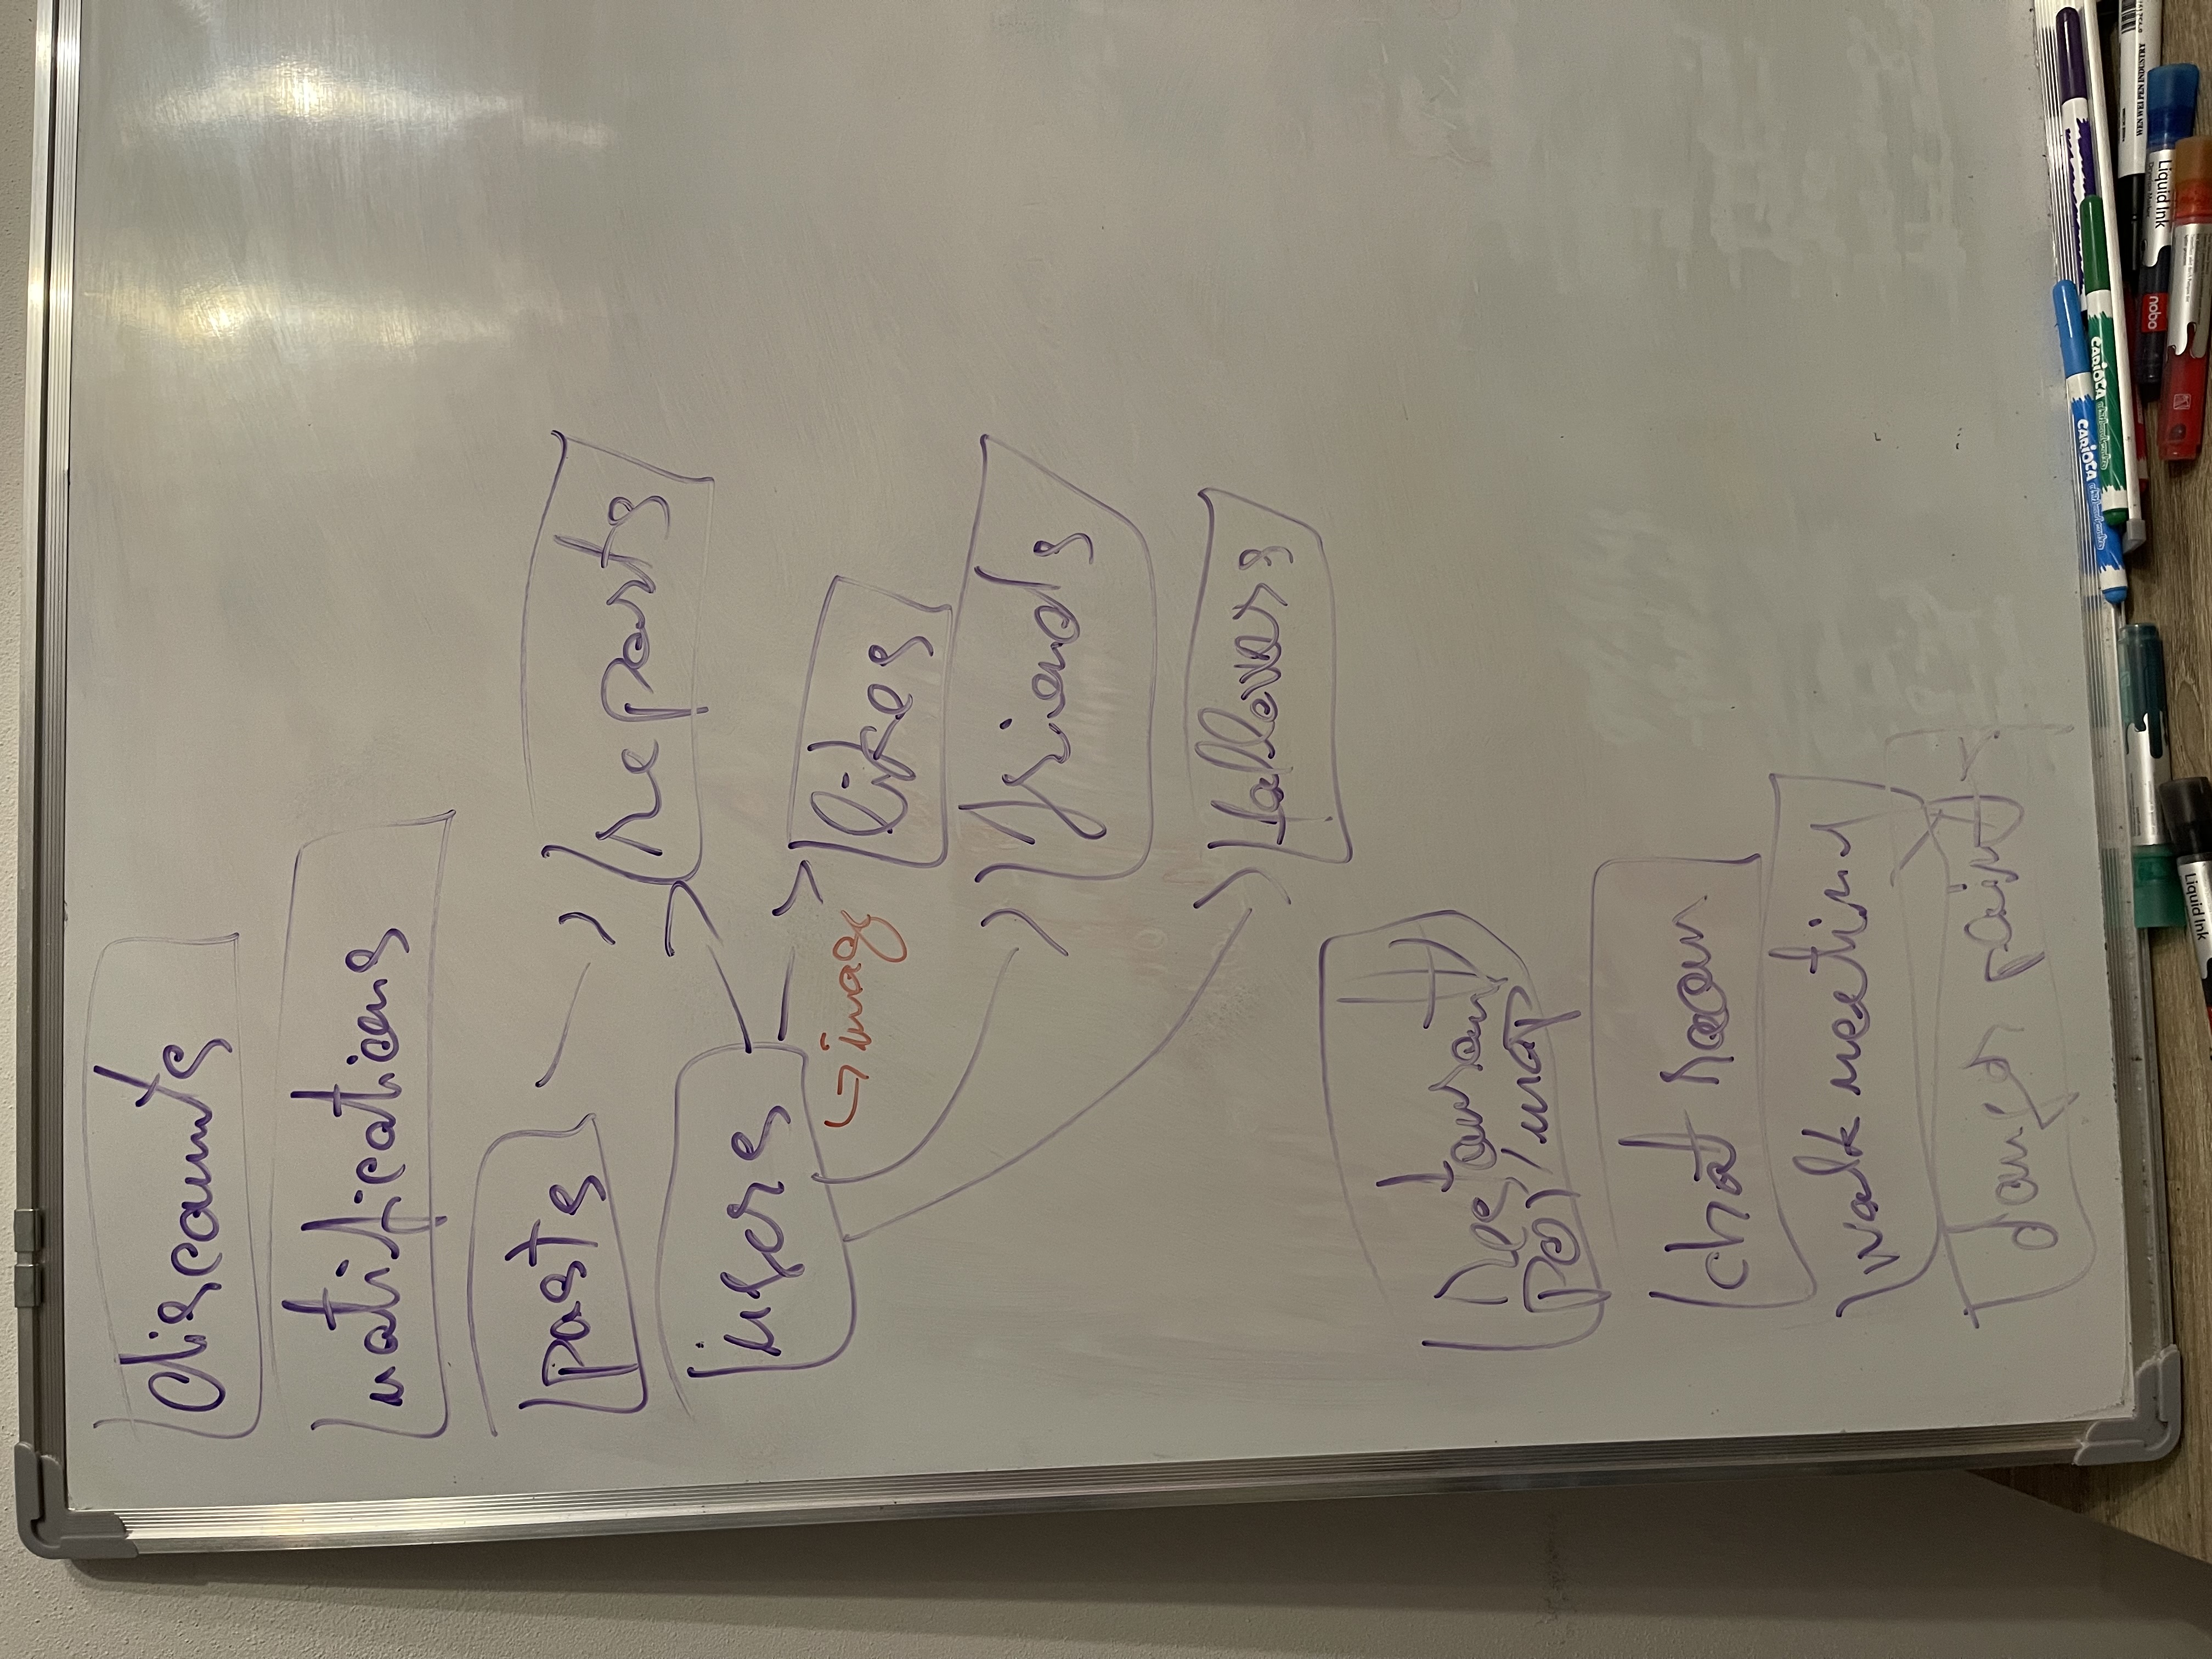 discounts
notifications
posts
reports
users
image
likes
friends
followers
restaurant
POI/map
chat room
walk meeting
danger point
CARIOCA
CARIOCA
WEN WEI PEN INDUSTRY
nobo
Liquid Ink
Liquid Ink